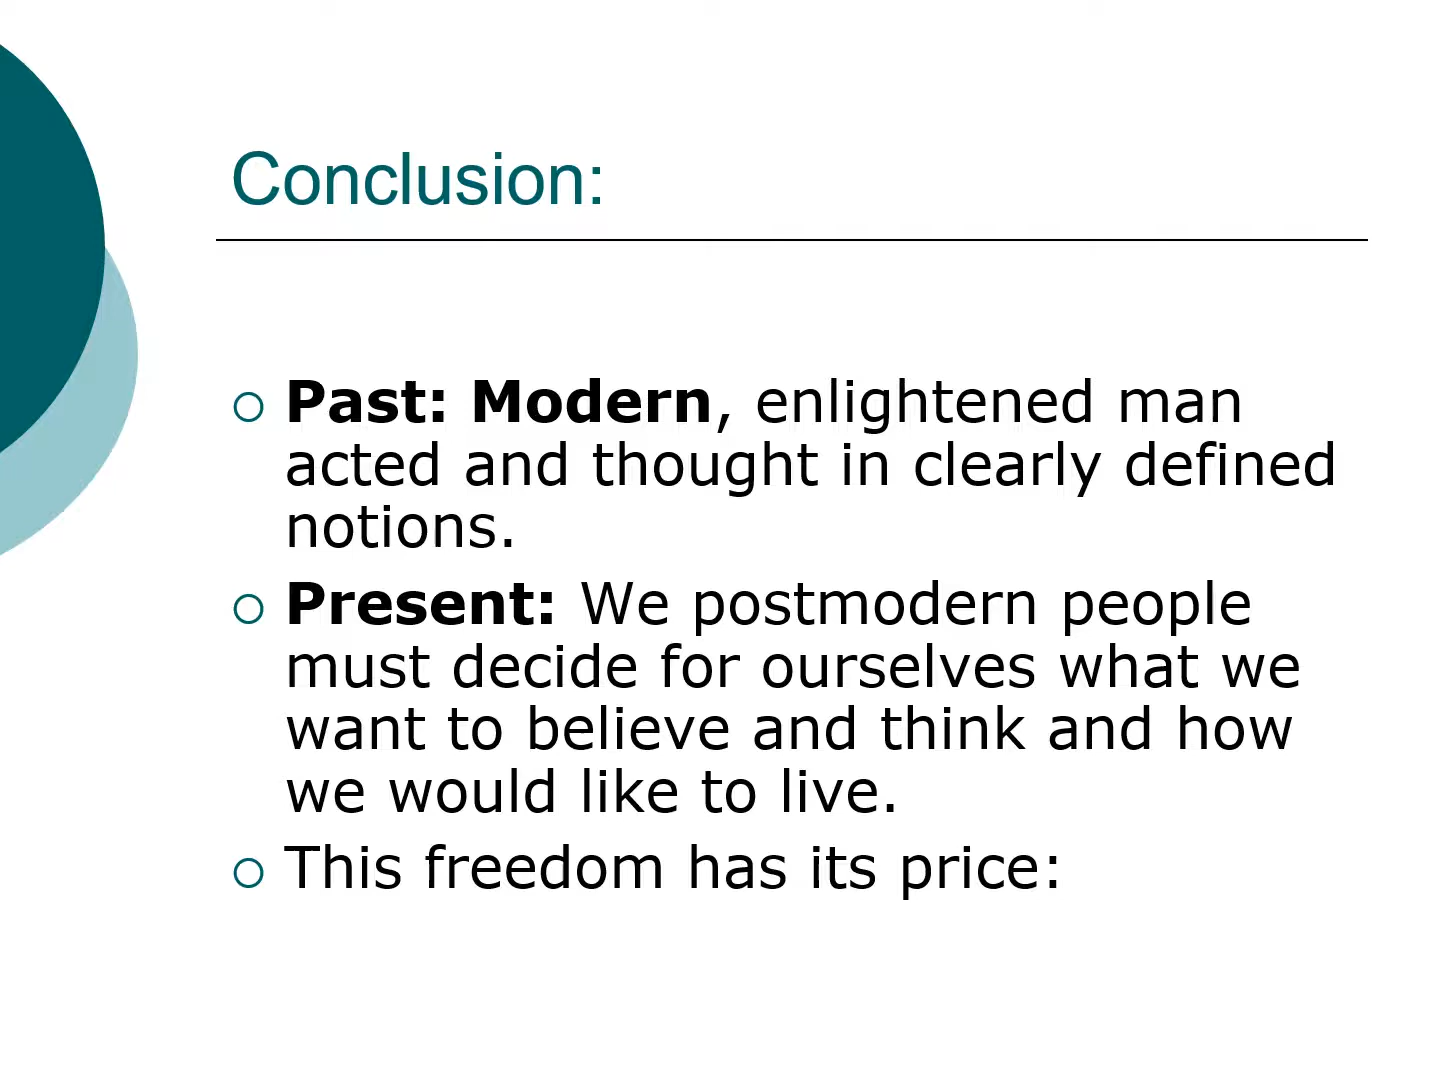 Conclusion:
Past: Modern, enlightened man
acted and thought in clearly defined
notions.
Present: We postmodern people
must decide for ourselves what we
want to believe and think and how
we would like to live.
This freedom has its price: